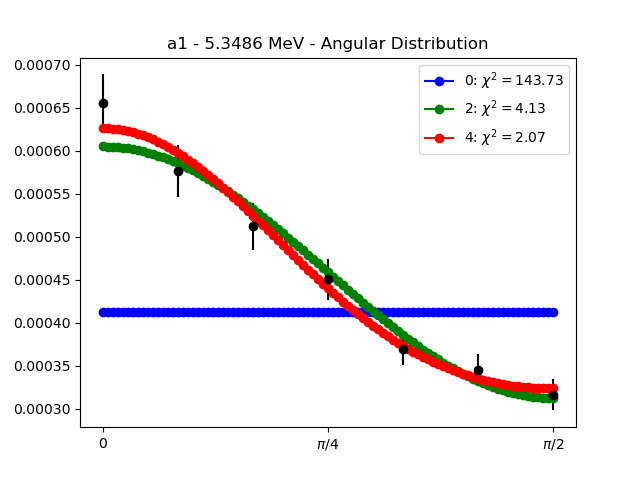 a1 - 5.3486 MeV - Angular Distribution
0.00070
0.00065
0.00060
0.00055
0.00050
0.00045
0.00040
0.00035
0.00030
0: χ² = 143.73
2: χ² = 4.13
4: χ² = 2.07
0
π/4
π/2